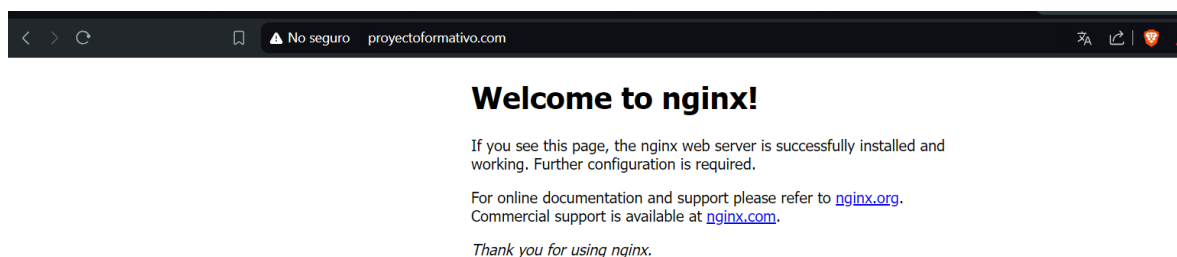 No seguro proyectoformativo.com
Welcome to nginx!
If you see this page, the nginx web server is successfully installed and
working. Further configuration is required.
For online documentation and support please refer to nginx.org.
Commercial support is available at nginx.com.
Thank you for using nginx.